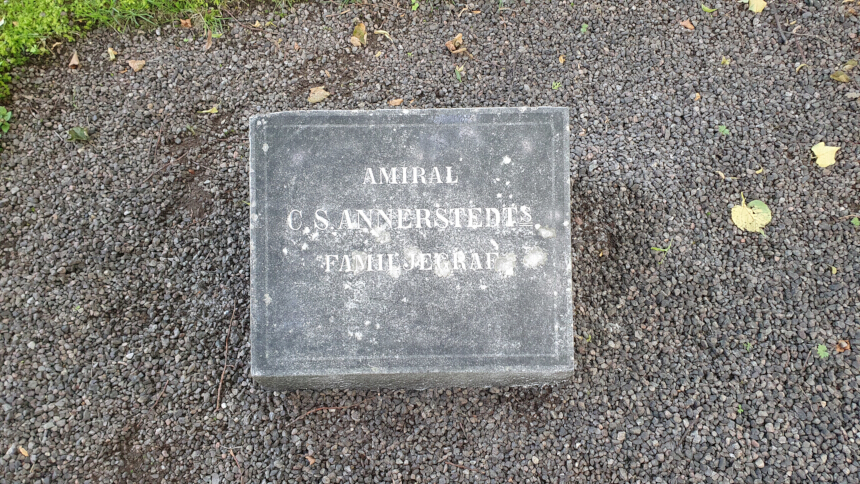 AMIRAL
C. S. ANNERSTEDTS
FAMILJEGRAF